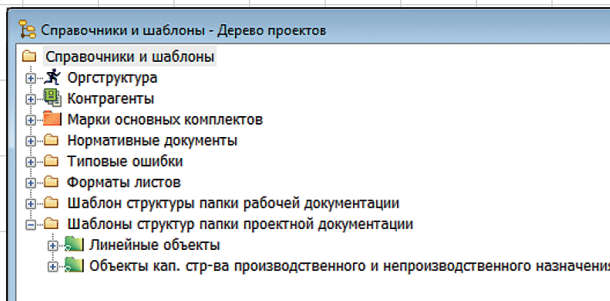 Справочники и шаблоны - Дерево проектов
Справочники и шаблоны
Оргструктура
Контрагенты
Марки основных комплектов
Нормативные документы
Типовые ошибки
Форматы листов
Шаблон структуры папки рабочей документации
Шаблоны структур папки проектной документации
Линейные объекты
Объекты кап. стр-ва производственного и непроизводственного назначения